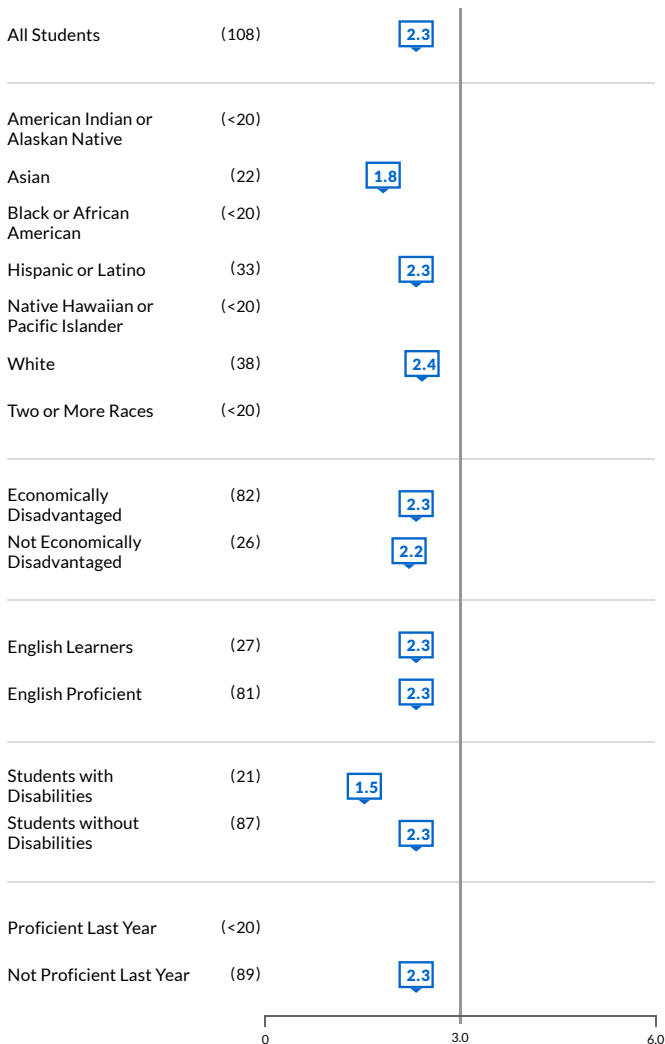 All Students (108) 2.3
American Indian or (<20)
Alaskan Native
Asian (22) 1.8
Black or African (<20)
American
Hispanic or Latino (33) 2.3
Native Hawaiian or (<20)
Pacific Islander
White (38) 2.4
Two or More Races (<20)
Economically (82) 2.3
Disadvantaged
Not Economically (26) 2.2
Disadvantaged
English Learners (27) 2.3
English Proficient (81) 2.3
Students with (21) 1.5
Disabilities
Students without (87) 2.3
Disabilities
Proficient Last Year (<20)
Not Proficient Last Year (89) 2.3
0 3.0 6.0